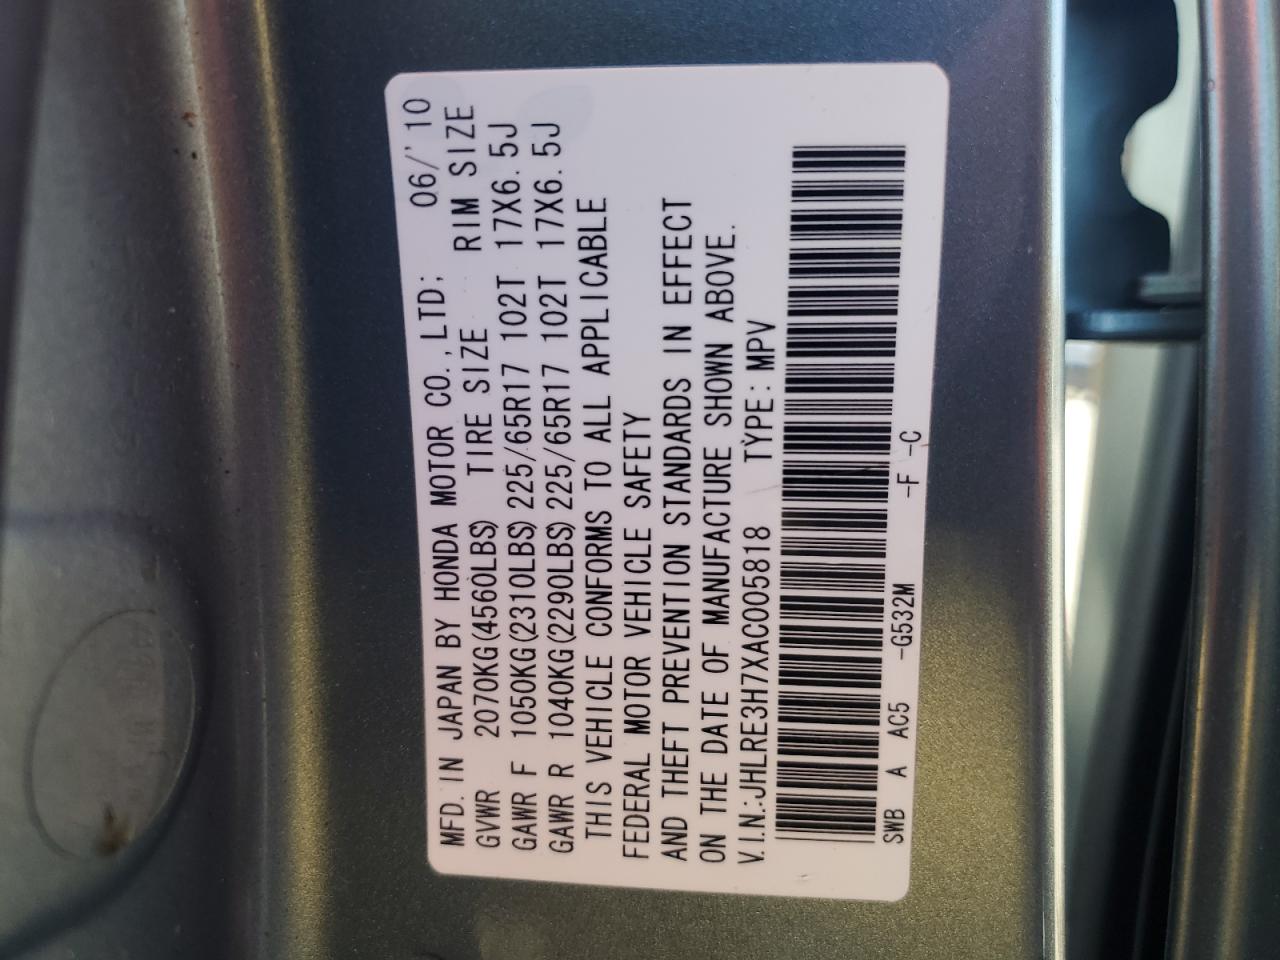 MFD. IN JAPAN BY HONDA MOTOR CO., LTD; 06/'10
GVWR 2070KG(4560LBS) TIRE SIZE RIM SIZE
GAWR F 1050KG(2310LBS) 225/65R17 102T 17X6.5J
GAWR R 1040KG(2290LBS) 225/65R17 102T 17X6.5J
THIS VEHICLE CONFORMS TO ALL APPLICABLE
FEDERAL MOTOR VEHICLE SAFETY
AND THEFT PREVENTION STANDARDS IN EFFECT
ON THE DATE OF MANUFACTURE SHOWN ABOVE.
V.I.N.:JHLRE3H7XAC005818 TYPE: MPV
SWB A AC5 -G532M -F -C